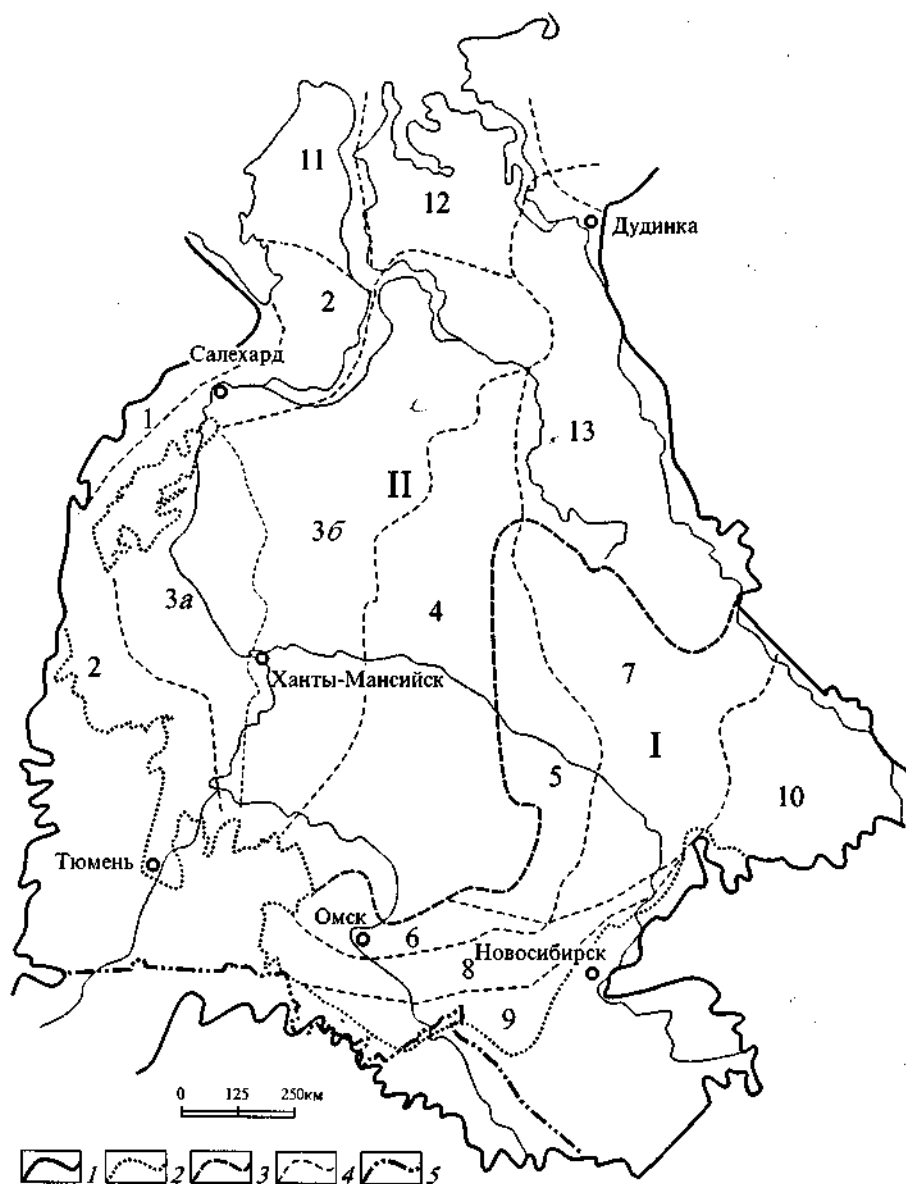 11
12
Дудинка
2
Салехард
1
13
II
3б
4
3а
7
2
Ханты-Мансийск
I
5
10
Тюмень
Омск
6
Новосибирск
8
9
0 125 250км
1 2 3 4 5